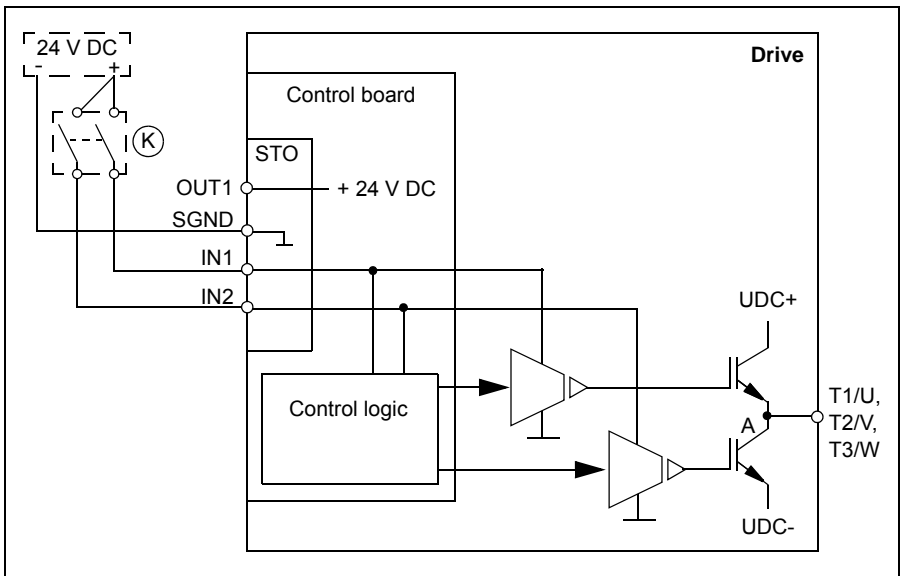 24 V DC
- +
Drive
Control board
K
STO
OUT1
+ 24 V DC
SGND
IN1
IN2
UDC+
Control logic
T1/U,
T2/V,
T3/W
A
UDC-